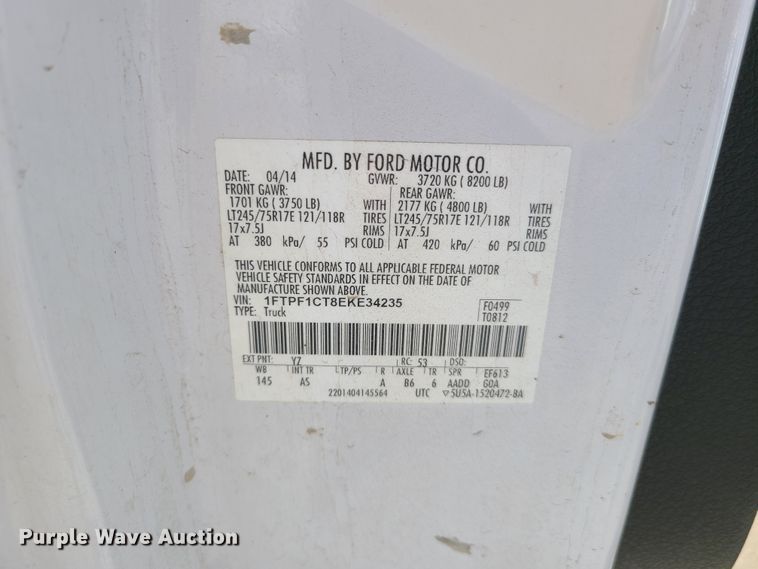 MFD. BY FORD MOTOR CO.
DATE: 04/14 GVWR: 3720 KG ( 8200 LB)
FRONT GAWR: REAR GAWR:
1701 KG ( 3750 LB) WITH 2177 KG ( 4800 LB) WITH
LT245/75R17E 121/118R TIRES LT245/75R17E 121/118R TIRES
17x7.5J RIMS 17x7.5J RIMS
AT 380 kPa/ 55 PSI COLD AT 420 kPa/ 60 PSI COLD
THIS VEHICLE CONFORMS TO ALL APPLICABLE FEDERAL MOTOR
VEHICLE SAFETY STANDARDS IN EFFECT ON THE DATE OF
MANUFACTURE SHOWN ABOVE.
VIN: 1FTPF1CT8EKE34235 F0499
TYPE: Truck T0812
EXT PNT: YZ RC: 53 DSO:
WB INT TR TP/PS R AXLE TR SPR EF613
145 AS A B6 6 AADD G0A
2201404145564 UTC ▽5U5A-1520472-BA
Purple Wave Auction